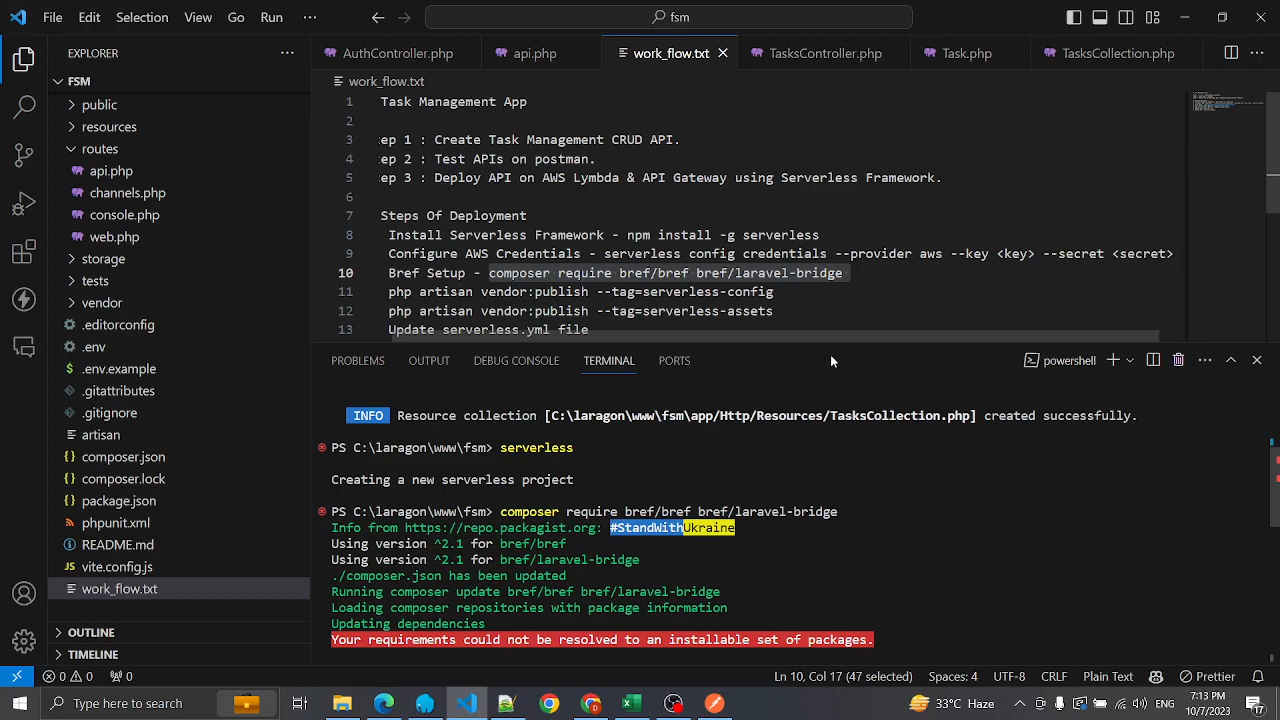 File Edit Selection View Go Run ··· fsm
EXPLORER ···
AuthController.php api.php work_flow.txt TasksController.php Task.php TasksCollection.php ···
FSM
public
resources
routes
api.php
channels.php
console.php
web.php
storage
tests
vendor
.editorconfig
.env
.env.example
.gitattributes
.gitignore
artisan
composer.json
composer.lock
package.json
phpunit.xml
README.md
vite.config.js
work_flow.txt
OUTLINE
TIMELINE
work_flow.txt
1 Task Management App
2
3 ep 1 : Create Task Management CRUD API.
4 ep 2 : Test APIs on postman.
5 ep 3 : Deploy API on AWS Lymbda & API Gateway using Serverless Framework.
6
7 Steps Of Deployment
8 Install Serverless Framework - npm install -g serverless
9 Configure AWS Credentials - serverless config credentials --provider aws --key <key> --secret <secret>
10 Bref Setup - composer require bref/bref bref/laravel-bridge
11 php artisan vendor:publish --tag=serverless-config
12 php artisan vendor:publish --tag=serverless-assets
13 Update serverless.yml file
PROBLEMS OUTPUT DEBUG CONSOLE TERMINAL PORTS powershell ···
INFO Resource collection [C:\laragon\www\fsm\app/Http/Resources/TasksCollection.php] created successfully.
PS C:\laragon\www\fsm> serverless
Creating a new serverless project
PS C:\laragon\www\fsm> composer require bref/bref bref/laravel-bridge
Info from https://repo.packagist.org: #StandWithUkraine
Using version ^2.1 for bref/bref
Using version ^2.1 for bref/laravel-bridge
./composer.json has been updated
Running composer update bref/bref bref/laravel-bridge
Loading composer repositories with package information
Updating dependencies
Your requirements could not be resolved to an installable set of packages.
0 0 0 Ln 10, Col 17 (47 selected) Spaces: 4 UTF-8 CRLF Plain Text Prettier
Type here to search 33°C Haze ENG 7:13 PM
10/7/2023